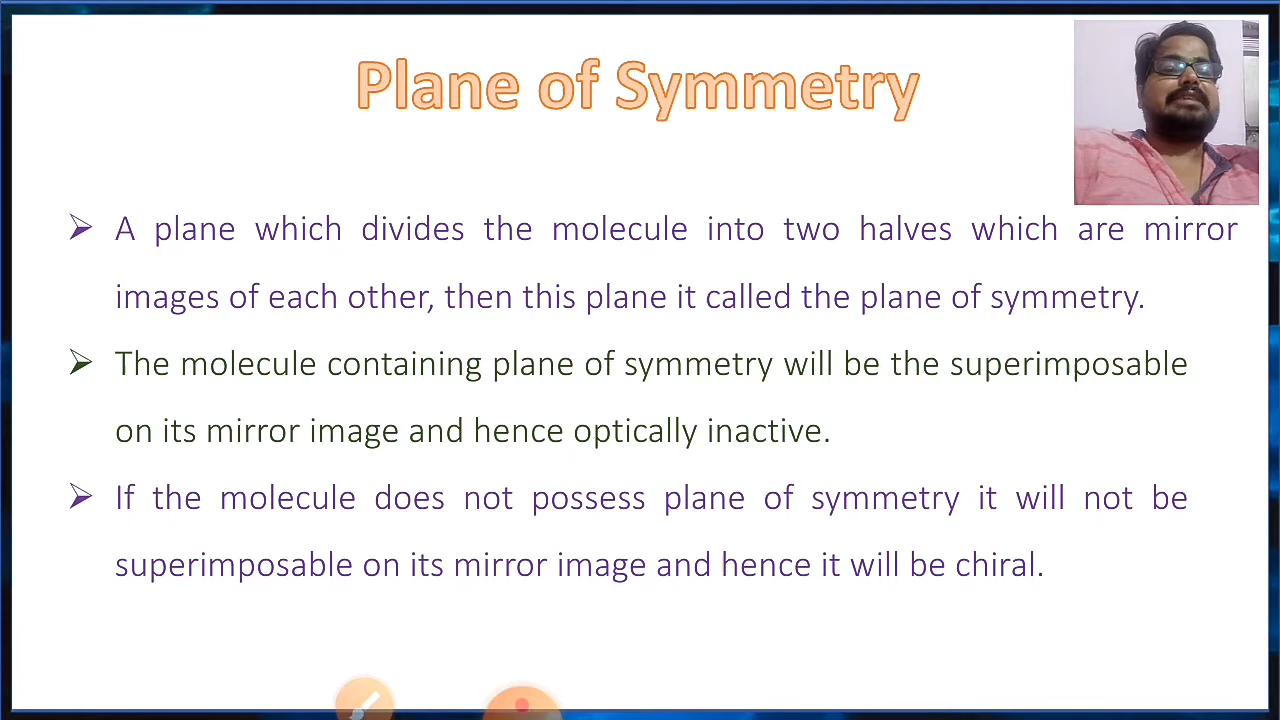 Plane of Symmetry
➢ A plane which divides the molecule into two halves which are mirror
images of each other, then this plane it called the plane of symmetry.
➢ The molecule containing plane of symmetry will be the superimposable
on its mirror image and hence optically inactive.
➢ If the molecule does not possess plane of symmetry it will not be
superimposable on its mirror image and hence it will be chiral.